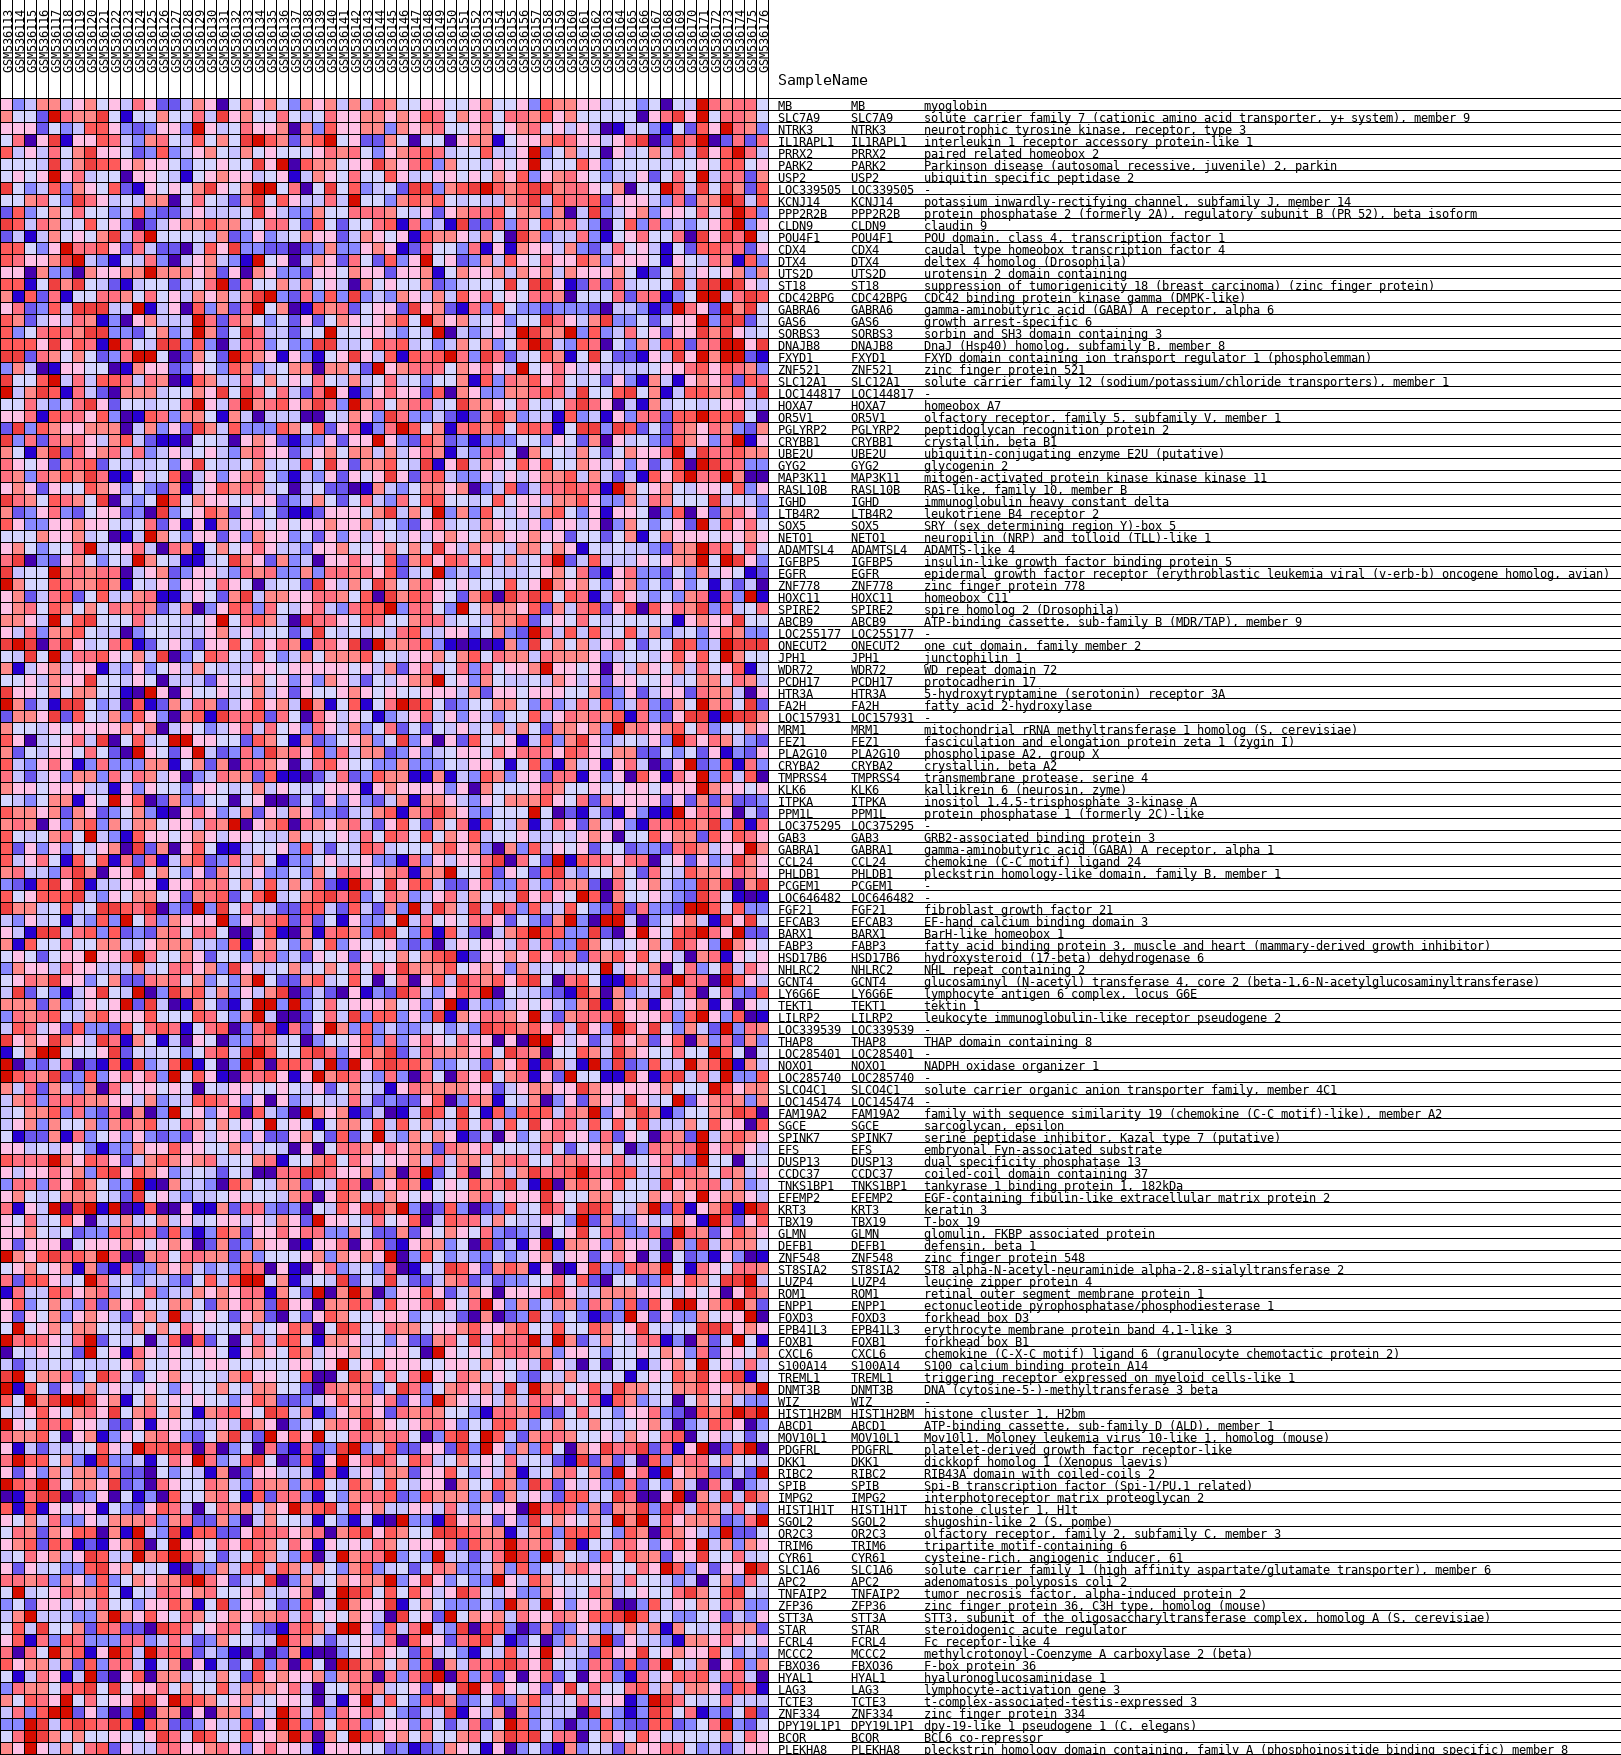 GSM536113
GSM536114
GSM536115
GSM536116
GSM536117
GSM536118
GSM536119
GSM536120
GSM536121
GSM536122
GSM536123
GSM536124
GSM536125
GSM536126
GSM536127
GSM536128
GSM536129
GSM536130
GSM536131
GSM536132
GSM536133
GSM536134
GSM536135
GSM536136
GSM536137
GSM536138
GSM536139
GSM536140
GSM536141
GSM536142
GSM536143
GSM536144
GSM536145
GSM536146
GSM536147
GSM536148
GSM536149
GSM536150
GSM536151
GSM536152
GSM536153
GSM536154
GSM536155
GSM536156
GSM536157
GSM536158
GSM536159
GSM536160
GSM536161
GSM536162
GSM536163
GSM536164
GSM536165
GSM536166
GSM536167
GSM536168
GSM536169
GSM536170
GSM536171
GSM536172
GSM536173
GSM536174
GSM536175
GSM536176
SampleName
MB MB myoglobin
SLC7A9 SLC7A9 solute carrier family 7 (cationic amino acid transporter, y+ system), member 9
NTRK3 NTRK3 neurotrophic tyrosine kinase, receptor, type 3
IL1RAPL1 IL1RAPL1 interleukin 1 receptor accessory protein-like 1
PRRX2 PRRX2 paired related homeobox 2
PARK2 PARK2 Parkinson disease (autosomal recessive, juvenile) 2, parkin
USP2 USP2 ubiquitin specific peptidase 2
LOC339505 LOC339505 -
KCNJ14 KCNJ14 potassium inwardly-rectifying channel, subfamily J, member 14
PPP2R2B PPP2R2B protein phosphatase 2 (formerly 2A), regulatory subunit B (PR 52), beta isoform
CLDN9 CLDN9 claudin 9
POU4F1 POU4F1 POU domain, class 4, transcription factor 1
CDX4 CDX4 caudal type homeobox transcription factor 4
DTX4 DTX4 deltex 4 homolog (Drosophila)
UTS2D UTS2D urotensin 2 domain containing
ST18 ST18 suppression of tumorigenicity 18 (breast carcinoma) (zinc finger protein)
CDC42BPG CDC42BPG CDC42 binding protein kinase gamma (DMPK-like)
GABRA6 GABRA6 gamma-aminobutyric acid (GABA) A receptor, alpha 6
GAS6 GAS6 growth arrest-specific 6
SORBS3 SORBS3 sorbin and SH3 domain containing 3
DNAJB8 DNAJB8 DnaJ (Hsp40) homolog, subfamily B, member 8
FXYD1 FXYD1 FXYD domain containing ion transport regulator 1 (phospholemman)
ZNF521 ZNF521 zinc finger protein 521
SLC12A1 SLC12A1 solute carrier family 12 (sodium/potassium/chloride transporters), member 1
LOC144817 LOC144817 -
HOXA7 HOXA7 homeobox A7
OR5V1 OR5V1 olfactory receptor, family 5, subfamily V, member 1
PGLYRP2 PGLYRP2 peptidoglycan recognition protein 2
CRYBB1 CRYBB1 crystallin, beta B1
UBE2U UBE2U ubiquitin-conjugating enzyme E2U (putative)
GYG2 GYG2 glycogenin 2
MAP3K11 MAP3K11 mitogen-activated protein kinase kinase kinase 11
RASL10B RASL10B RAS-like, family 10, member B
IGHD IGHD immunoglobulin heavy constant delta
LTB4R2 LTB4R2 leukotriene B4 receptor 2
SOX5 SOX5 SRY (sex determining region Y)-box 5
NETO1 NETO1 neuropilin (NRP) and tolloid (TLL)-like 1
ADAMTSL4 ADAMTSL4 ADAMTS-like 4
IGFBP5 IGFBP5 insulin-like growth factor binding protein 5
EGFR EGFR epidermal growth factor receptor (erythroblastic leukemia viral (v-erb-b) oncogene homolog, avian)
ZNF778 ZNF778 zinc finger protein 778
HOXC11 HOXC11 homeobox C11
SPIRE2 SPIRE2 spire homolog 2 (Drosophila)
ABCB9 ABCB9 ATP-binding cassette, sub-family B (MDR/TAP), member 9
LOC255177 LOC255177 -
ONECUT2 ONECUT2 one cut domain, family member 2
JPH1 JPH1 junctophilin 1
WDR72 WDR72 WD repeat domain 72
PCDH17 PCDH17 protocadherin 17
HTR3A HTR3A 5-hydroxytryptamine (serotonin) receptor 3A
FA2H FA2H fatty acid 2-hydroxylase
LOC157931 LOC157931 -
MRM1 MRM1 mitochondrial rRNA methyltransferase 1 homolog (S. cerevisiae)
FEZ1 FEZ1 fasciculation and elongation protein zeta 1 (zygin I)
PLA2G10 PLA2G10 phospholipase A2, group X
CRYBA2 CRYBA2 crystallin, beta A2
TMPRSS4 TMPRSS4 transmembrane protease, serine 4
KLK6 KLK6 kallikrein 6 (neurosin, zyme)
ITPKA ITPKA inositol 1,4,5-trisphosphate 3-kinase A
PPM1L PPM1L protein phosphatase 1 (formerly 2C)-like
LOC375295 LOC375295 -
GAB3 GAB3 GRB2-associated binding protein 3
GABRA1 GABRA1 gamma-aminobutyric acid (GABA) A receptor, alpha 1
CCL24 CCL24 chemokine (C-C motif) ligand 24
PHLDB1 PHLDB1 pleckstrin homology-like domain, family B, member 1
PCGEM1 PCGEM1 -
LOC646482 LOC646482 -
FGF21 FGF21 fibroblast growth factor 21
EFCAB3 EFCAB3 EF-hand calcium binding domain 3
BARX1 BARX1 BarH-like homeobox 1
FABP3 FABP3 fatty acid binding protein 3, muscle and heart (mammary-derived growth inhibitor)
HSD17B6 HSD17B6 hydroxysteroid (17-beta) dehydrogenase 6
NHLRC2 NHLRC2 NHL repeat containing 2
GCNT4 GCNT4 glucosaminyl (N-acetyl) transferase 4, core 2 (beta-1,6-N-acetylglucosaminyltransferase)
LY6G6E LY6G6E lymphocyte antigen 6 complex, locus G6E
TEKT1 TEKT1 tektin 1
LILRP2 LILRP2 leukocyte immunoglobulin-like receptor pseudogene 2
LOC339539 LOC339539 -
THAP8 THAP8 THAP domain containing 8
LOC285401 LOC285401 -
NOXO1 NOXO1 NADPH oxidase organizer 1
LOC285740 LOC285740 -
SLCO4C1 SLCO4C1 solute carrier organic anion transporter family, member 4C1
LOC145474 LOC145474 -
FAM19A2 FAM19A2 family with sequence similarity 19 (chemokine (C-C motif)-like), member A2
SGCE SGCE sarcoglycan, epsilon
SPINK7 SPINK7 serine peptidase inhibitor, Kazal type 7 (putative)
EFS EFS embryonal Fyn-associated substrate
DUSP13 DUSP13 dual specificity phosphatase 13
CCDC37 CCDC37 coiled-coil domain containing 37
TNKS1BP1 TNKS1BP1 tankyrase 1 binding protein 1, 182kDa
EFEMP2 EFEMP2 EGF-containing fibulin-like extracellular matrix protein 2
KRT3 KRT3 keratin 3
TBX19 TBX19 T-box 19
GLMN GLMN glomulin, FKBP associated protein
DEFB1 DEFB1 defensin, beta 1
ZNF548 ZNF548 zinc finger protein 548
ST8SIA2 ST8SIA2 ST8 alpha-N-acetyl-neuraminide alpha-2,8-sialyltransferase 2
LUZP4 LUZP4 leucine zipper protein 4
ROM1 ROM1 retinal outer segment membrane protein 1
ENPP1 ENPP1 ectonucleotide pyrophosphatase/phosphodiesterase 1
FOXD3 FOXD3 forkhead box D3
EPB41L3 EPB41L3 erythrocyte membrane protein band 4.1-like 3
FOXB1 FOXB1 forkhead box B1
CXCL6 CXCL6 chemokine (C-X-C motif) ligand 6 (granulocyte chemotactic protein 2)
S100A14 S100A14 S100 calcium binding protein A14
TREML1 TREML1 triggering receptor expressed on myeloid cells-like 1
DNMT3B DNMT3B DNA (cytosine-5-)-methyltransferase 3 beta
WIZ WIZ -
HIST1H2BM HIST1H2BM histone cluster 1, H2bm
ABCD1 ABCD1 ATP-binding cassette, sub-family D (ALD), member 1
MOV10L1 MOV10L1 Mov10l1, Moloney leukemia virus 10-like 1, homolog (mouse)
PDGFRL PDGFRL platelet-derived growth factor receptor-like
DKK1 DKK1 dickkopf homolog 1 (Xenopus laevis)
RIBC2 RIBC2 RIB43A domain with coiled-coils 2
SPIB SPIB Spi-B transcription factor (Spi-1/PU.1 related)
IMPG2 IMPG2 interphotoreceptor matrix proteoglycan 2
HIST1H1T HIST1H1T histone cluster 1, H1t
SGOL2 SGOL2 shugoshin-like 2 (S. pombe)
OR2C3 OR2C3 olfactory receptor, family 2, subfamily C, member 3
TRIM6 TRIM6 tripartite motif-containing 6
CYR61 CYR61 cysteine-rich, angiogenic inducer, 61
SLC1A6 SLC1A6 solute carrier family 1 (high affinity aspartate/glutamate transporter), member 6
APC2 APC2 adenomatosis polyposis coli 2
TNFAIP2 TNFAIP2 tumor necrosis factor, alpha-induced protein 2
ZFP36 ZFP36 zinc finger protein 36, C3H type, homolog (mouse)
STT3A STT3A STT3, subunit of the oligosaccharyltransferase complex, homolog A (S. cerevisiae)
STAR STAR steroidogenic acute regulator
FCRL4 FCRL4 Fc receptor-like 4
MCCC2 MCCC2 methylcrotonoyl-Coenzyme A carboxylase 2 (beta)
FBXO36 FBXO36 F-box protein 36
HYAL1 HYAL1 hyaluronoglucosaminidase 1
LAG3 LAG3 lymphocyte-activation gene 3
TCTE3 TCTE3 t-complex-associated-testis-expressed 3
ZNF334 ZNF334 zinc finger protein 334
DPY19L1P1 DPY19L1P1 dpy-19-like 1 pseudogene 1 (C. elegans)
BCOR BCOR BCL6 co-repressor
PLEKHA8 PLEKHA8 pleckstrin homology domain containing, family A (phosphoinositide binding specific) member 8